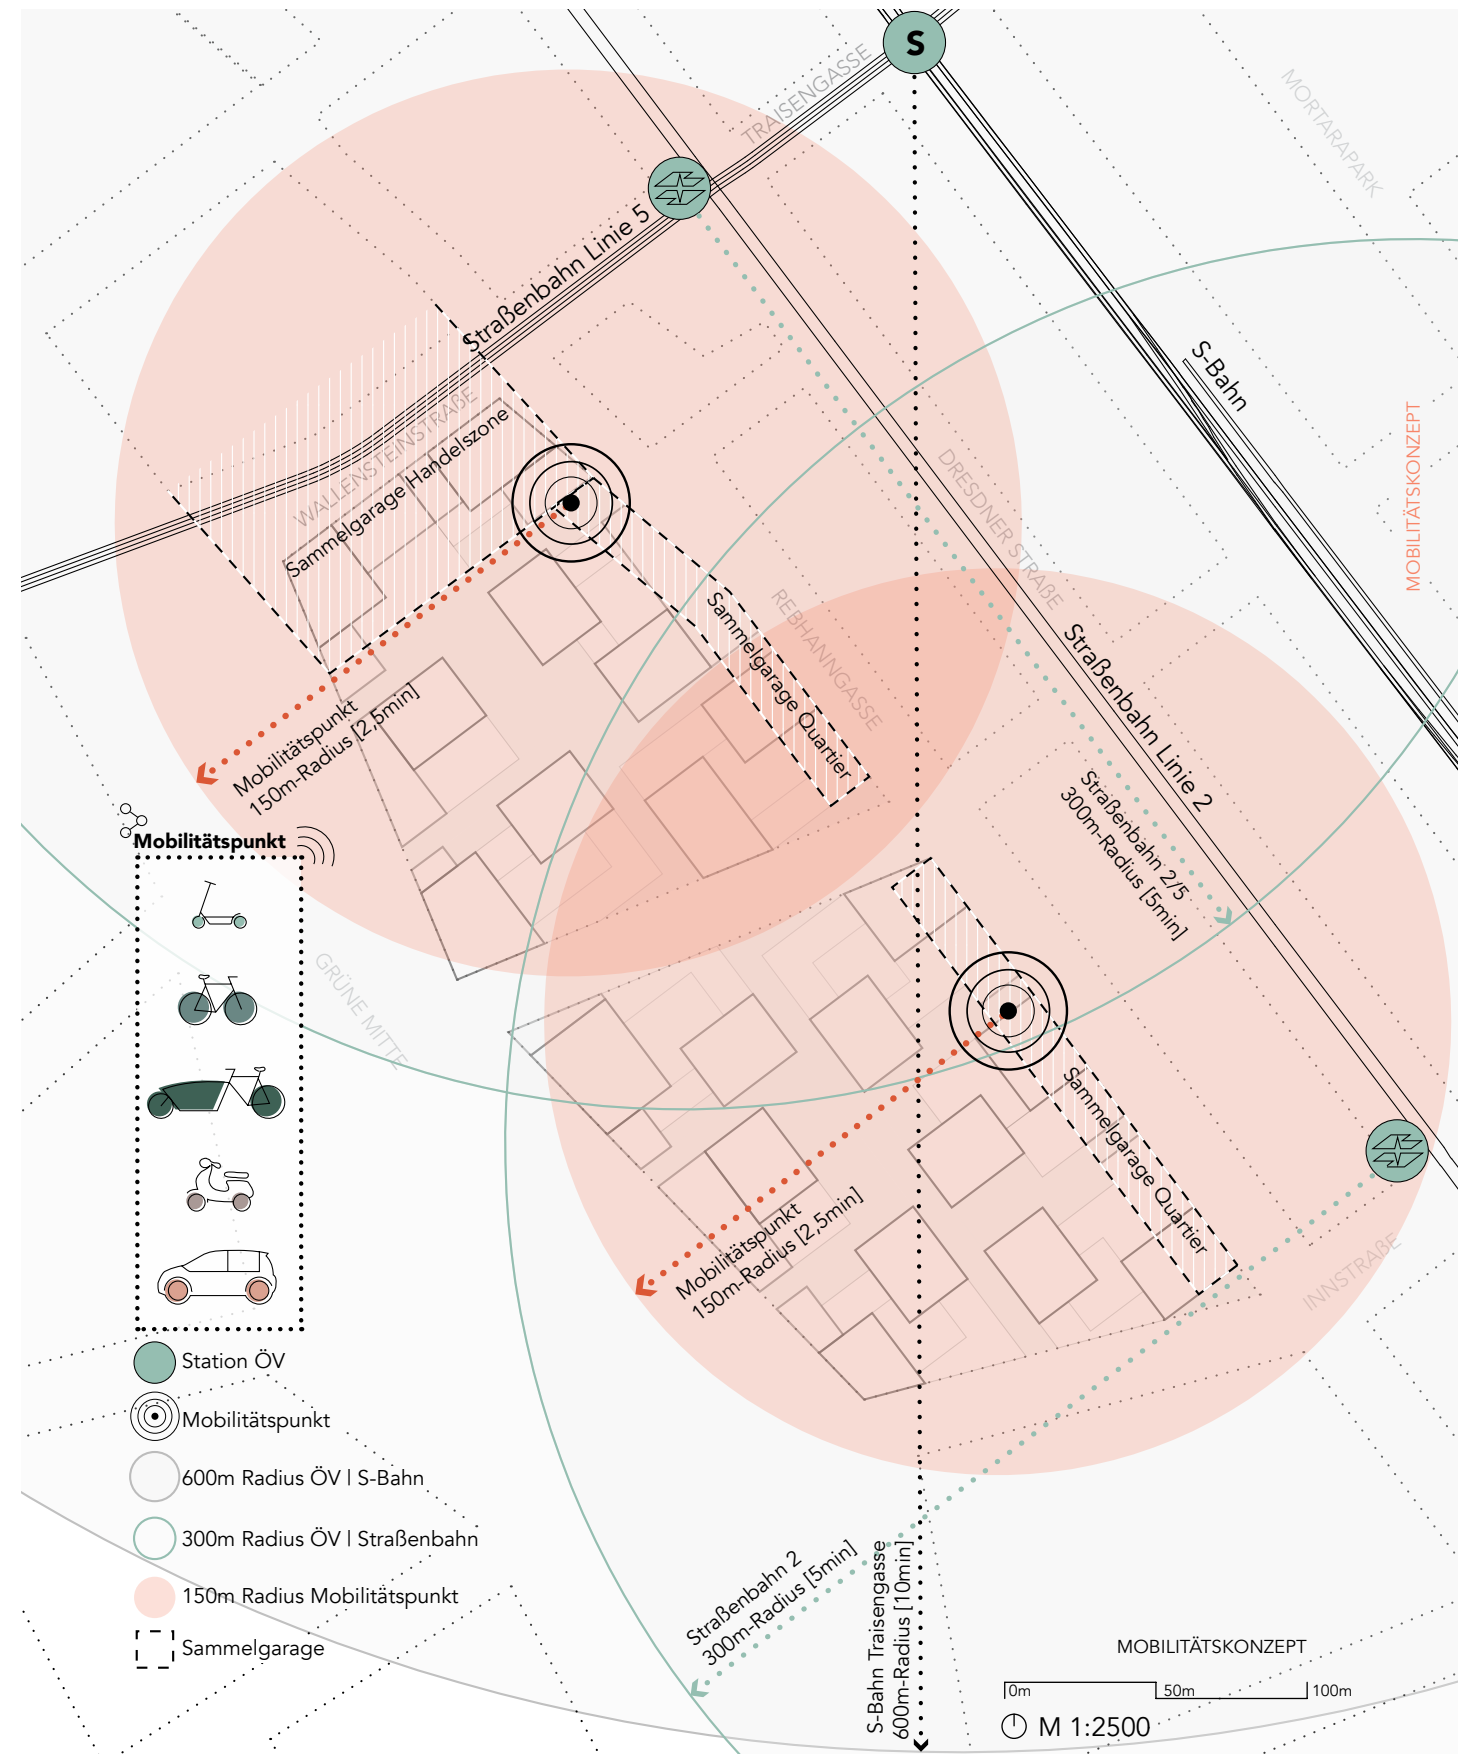 S
TRAISENGASSE
MORTARAPARK
Straßenbahn Linie 5
S-Bahn
MOBILITÄTSKONZEPT
WALLENSTEINSTRAßE
Sammelgarage Handelszone
DRESDNER STRAßE
REBHANNGASSE
Sammelgarage Quartier
Straßenbahn Linie 2
Mobilitätspunkt
150m-Radius [2,5min]
Straßenbahn 2/5
300m-Radius [5min]
Mobilitätspunkt
GRÜNE MITTE
Sammelgarage Quartier
Mobilitätspunkt
150m-Radius [2,5min]
INNSTRAßE
Station ÖV
Mobilitätspunkt
600m Radius ÖV | S-Bahn
300m Radius ÖV | Straßenbahn
150m Radius Mobilitätspunkt
Sammelgarage
Straßenbahn 2
300m-Radius [5min]
S-Bahn Traisengasse
600m-Radius [10min]
MOBILITÄTSKONZEPT
0m 50m 100m
M 1:2500